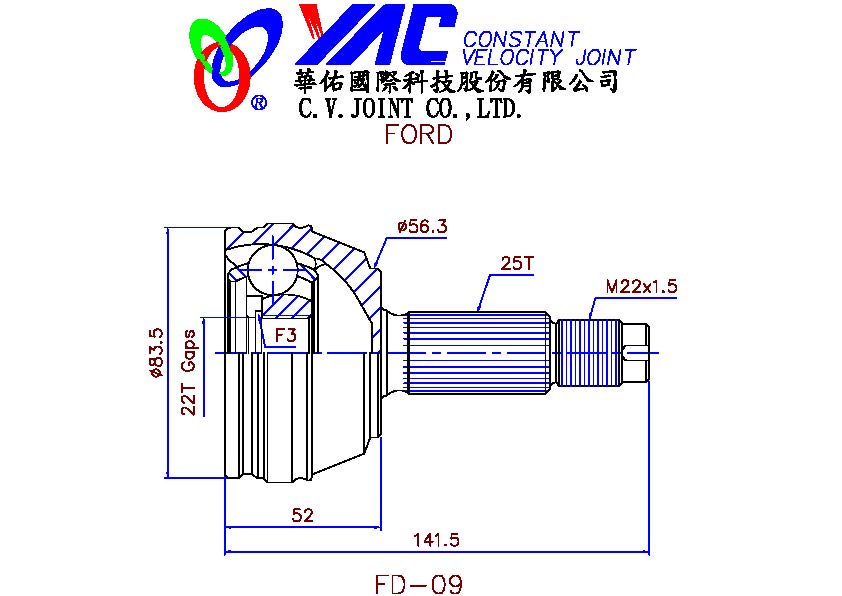 YAC CONSTANT
VELOCITY JOINT
華佑國際科技股份有限公司
®
C.V.JOINT CO.,LTD.
FORD
ø56.3
25T
M22x1.5
F3
ø83.5
22T Gaps
52
141.5
FD-09